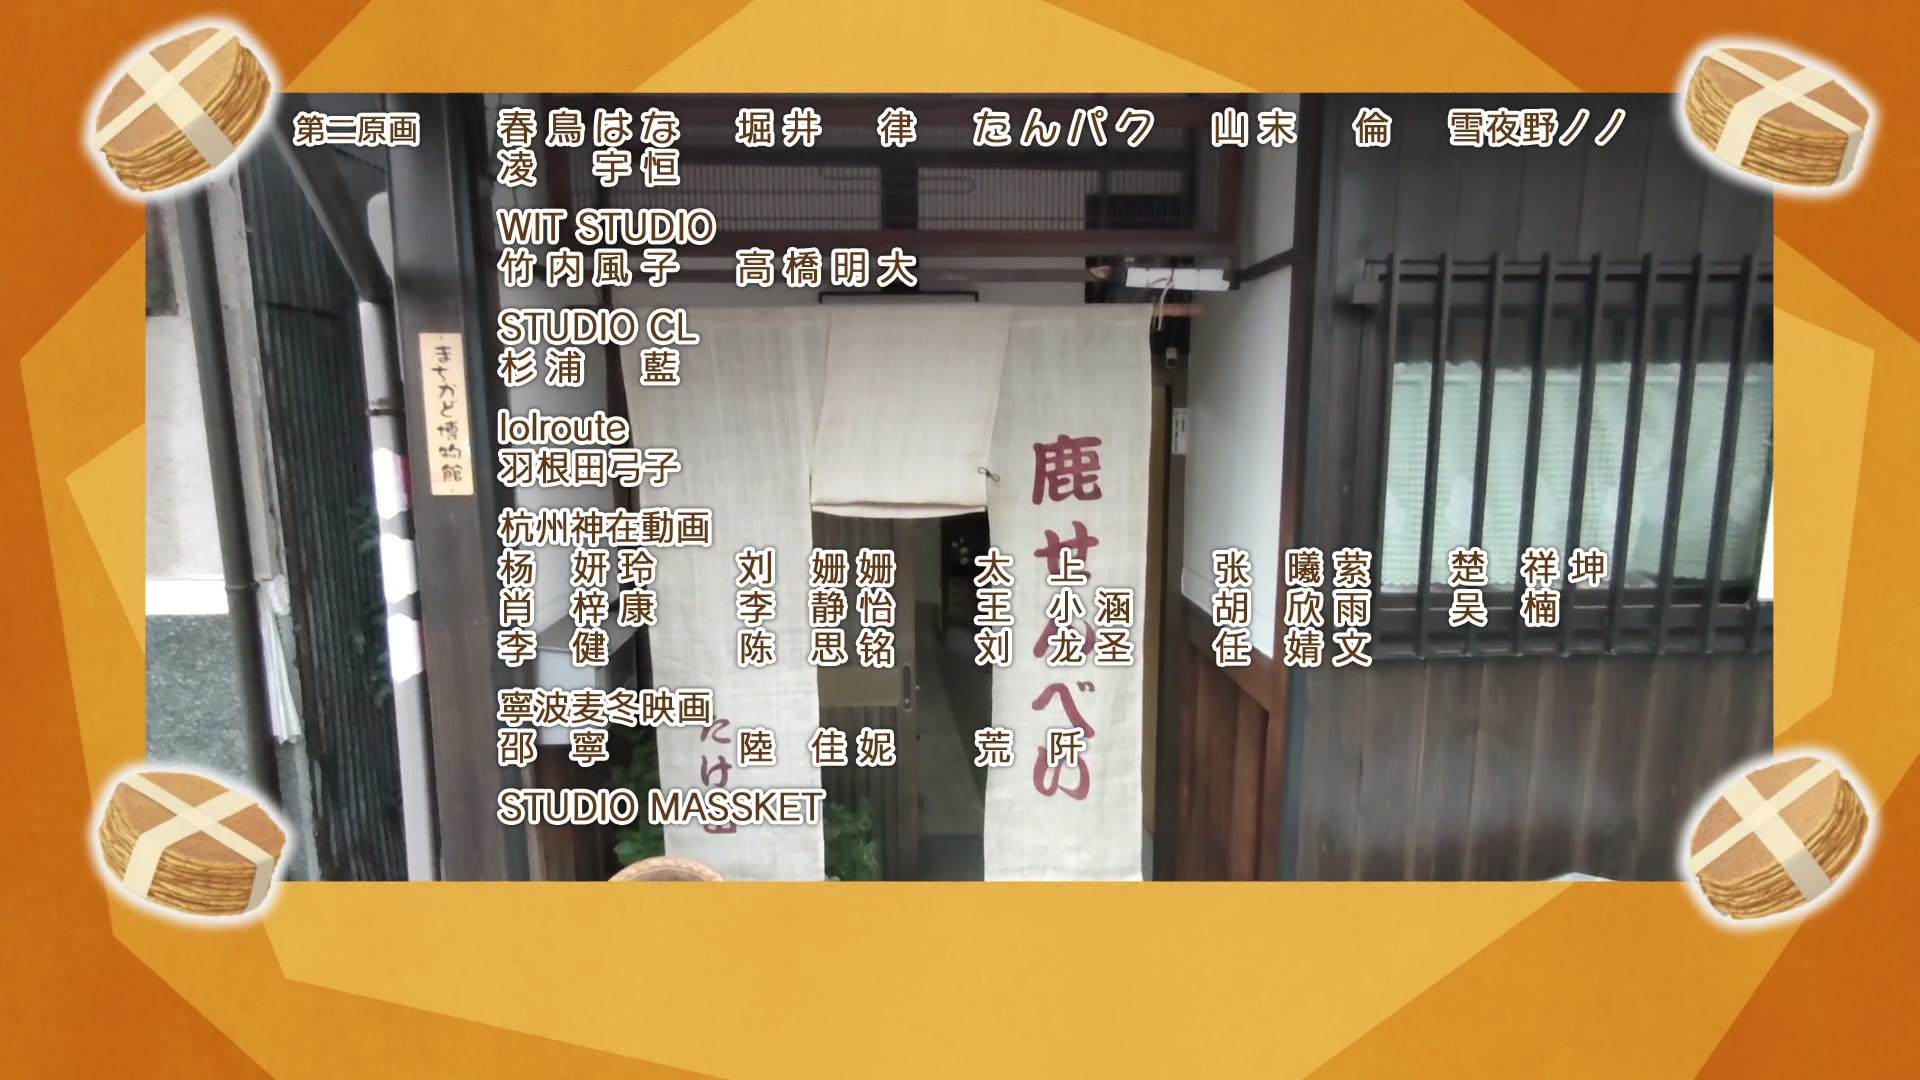 第二原画 春鳥はな 堀井 律 たんパク 山末 倫 雪夜野ノノ
凌 宇恒
WIT STUDIO
竹内風子 高橋明大
STUDIO CL
杉浦 藍
lolroute
羽根田弓子
杭州神在動画
杨 妍玲 刘 姗姗 太 上 张 曦萦 楚 祥坤
肖 梓康 李 静怡 王 小涵 胡 欣雨 吴 楠
李 健 陈 思铭 刘 龙圣 任 婧文
寧波麦冬映画
邵 寧 陸 佳妮 荒 阡
STUDIO MASSKET
まちかど博物館
鹿せんべい
たけ